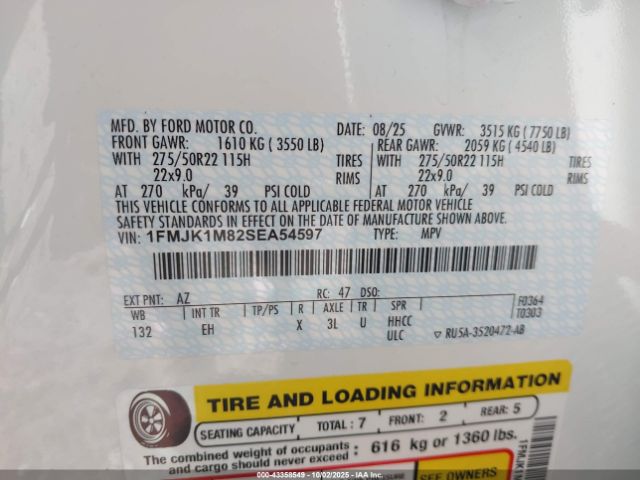 MFD. BY FORD MOTOR CO.
DATE: 08/25 GVWR: 3515 KG ( 7750 LB)
FRONT GAWR: 1610 KG ( 3550 LB)
REAR GAWR: 2059 KG ( 4540 LB)
WITH 275/50R22 115H TIRES
275/50R22 115H TIRES
22x9.0 RIMS
22x9.0 RIMS
AT 270 kPa/ 39 PSI COLD
AT 270 kPa/ 39 PSI COLD
THIS VEHICLE CONFORMS TO ALL APPLICABLE FEDERAL MOTOR VEHICLE
SAFETY STANDARDS IN EFFECT ON THE DATE OF MANUFACTURE SHOWN ABOVE.
VIN: 1FMJK1M82SEA54597 TYPE: MPV
EXT PNT: AZ RC: 47 DSO:
WB INT TR TP/PS R AXLE TR SPR
132 EH X 3L U HHCC
ULC
F0364
T0303
▽ RU5A-3520472-AB
TIRE AND LOADING INFORMATION
SEATING CAPACITY TOTAL : 7 FRONT: 2 REAR: 5
The combined weight of occupants
and cargo should never exceed : 616 kg or 1360 lbs.
SEE OWNERS
1FMJK1M
43358549 10/02/2025 IAA Auctions